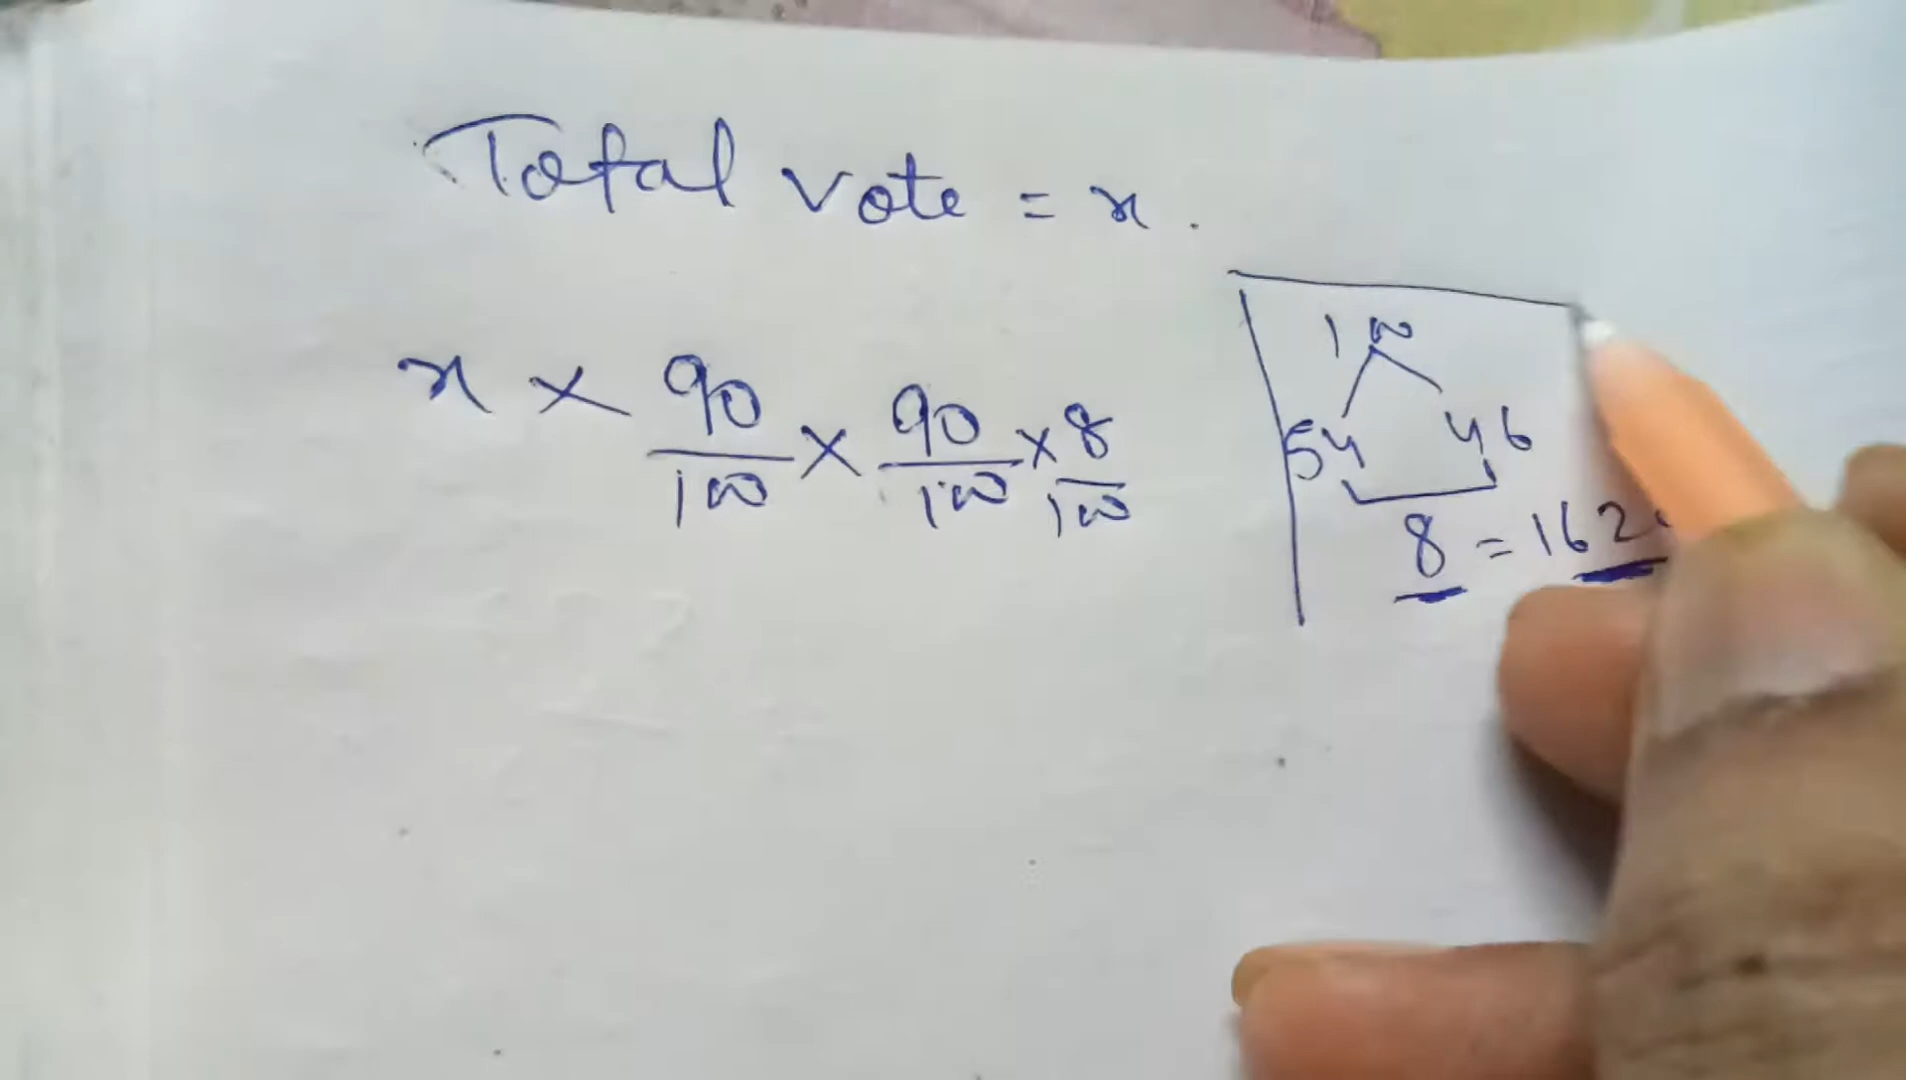 Total vote = x.
x × 90/100 × 90/100 × 8/100
100
54 46
8 = 162